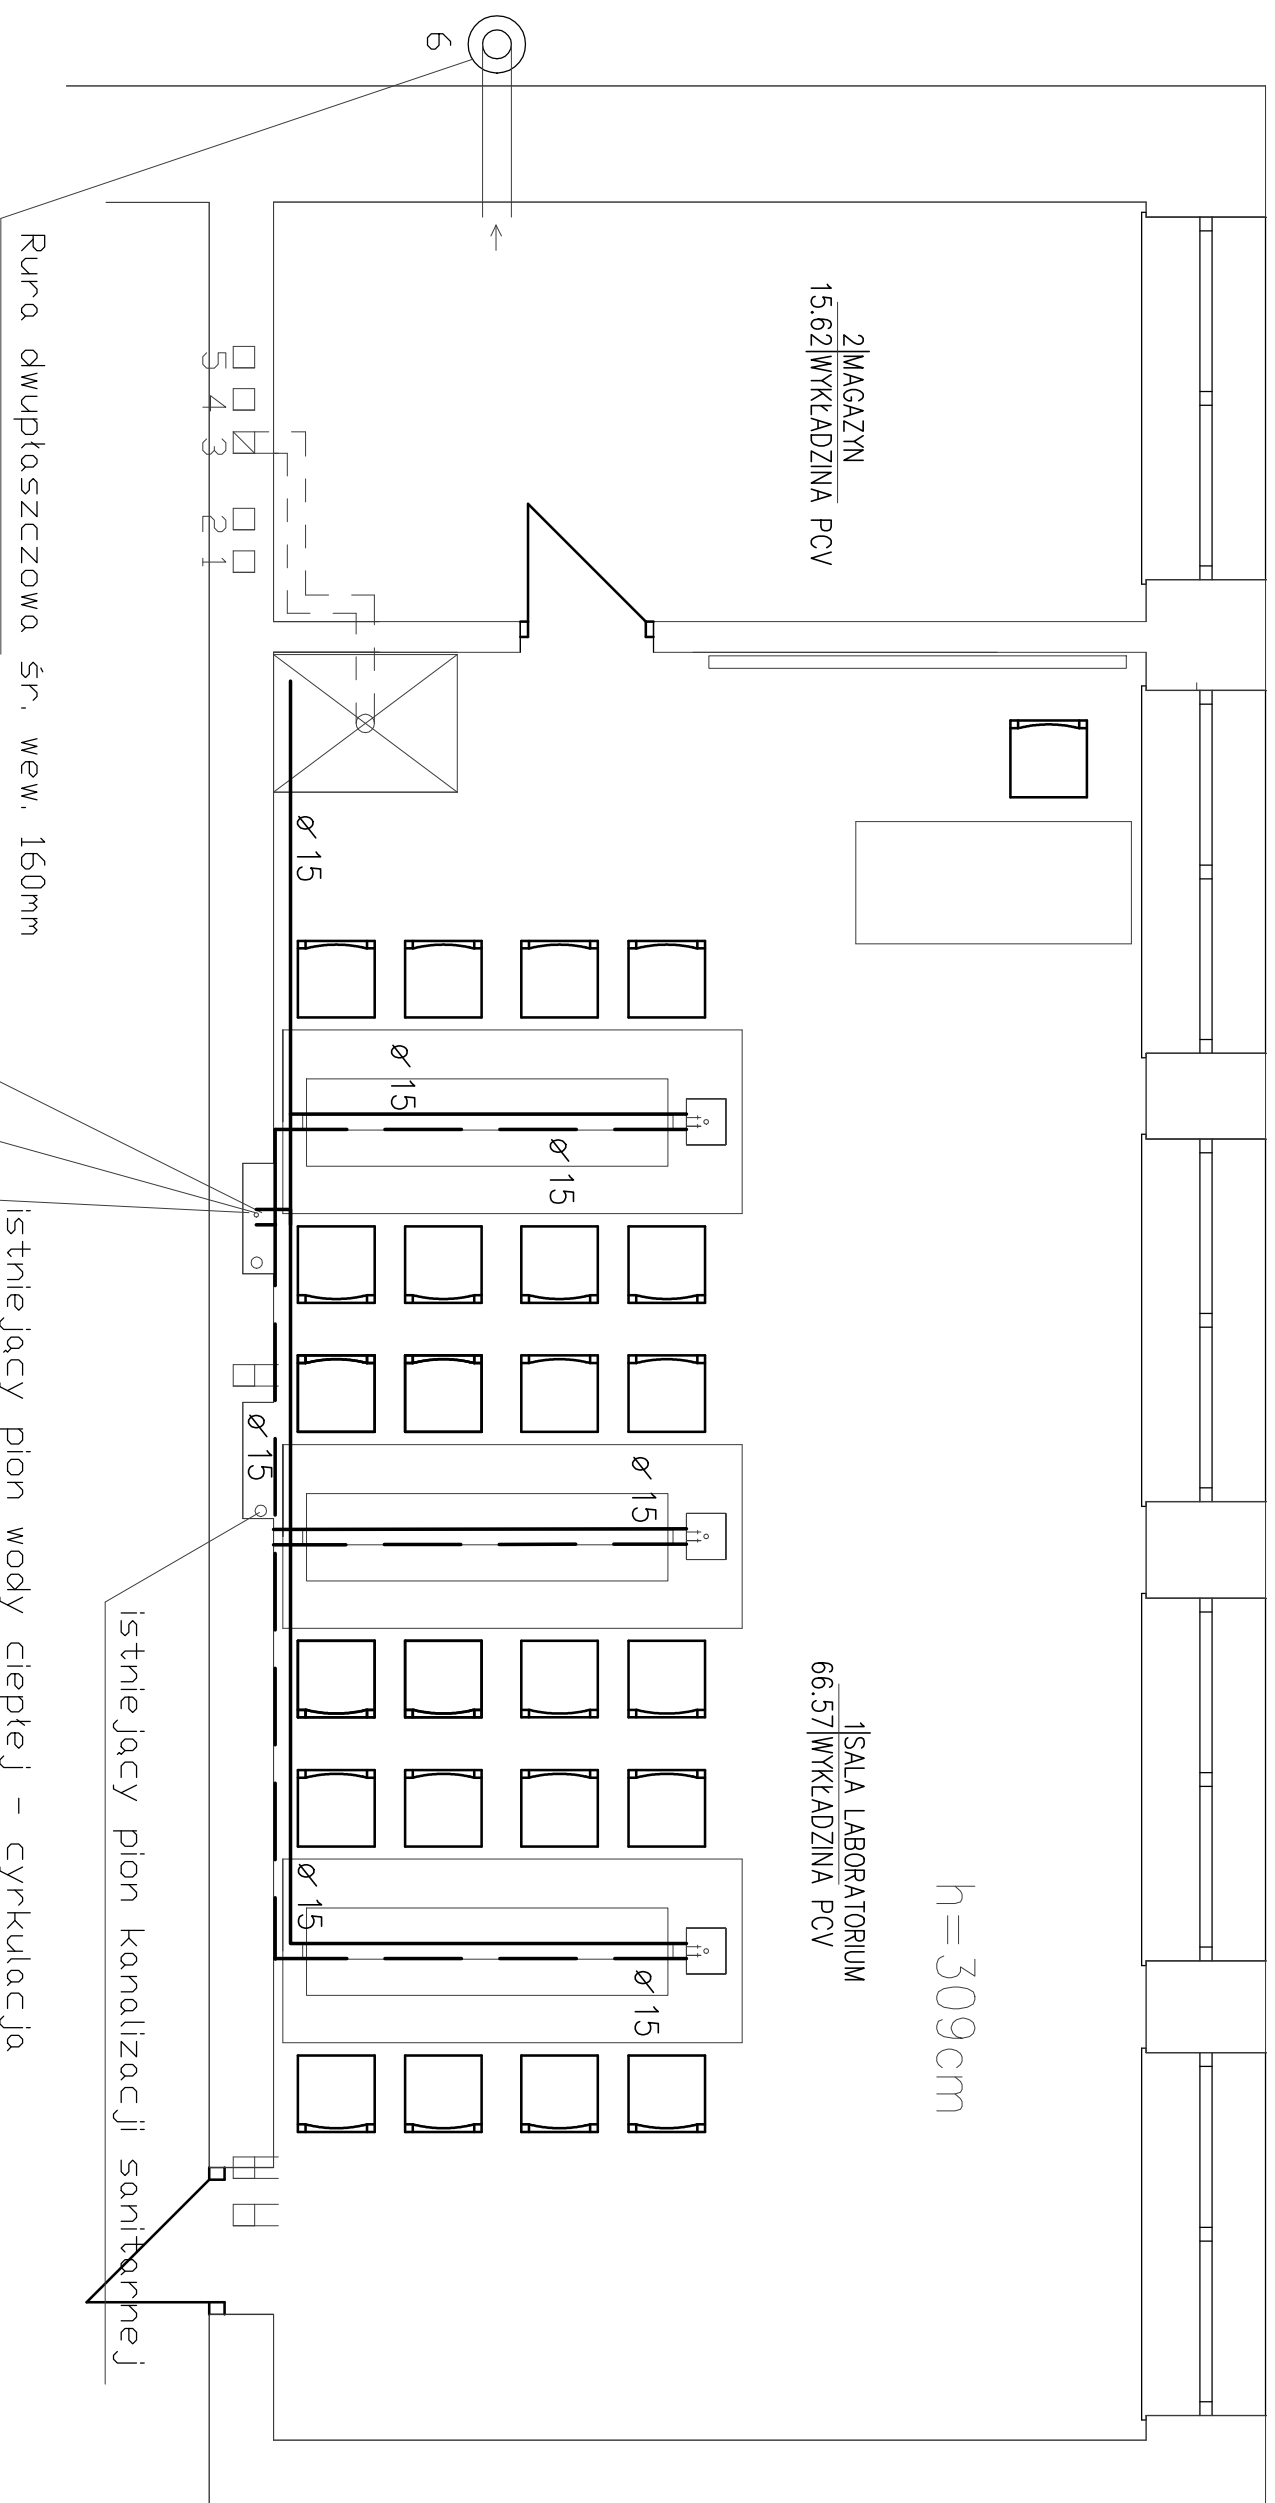 6
2 MAGAZYN
15.62 WYKŁADZINA PCV
5 4 3 2 1
Rura dwupłaszczowa śr. wew. 160mm
ø 15
ø 15
ø 15
ø 15
ø 15
ø 15
ø 15
1 SALA LABORATORIUM
66.57 WYKŁADZINA PCV
h=309cm
istniejący pion wody ciepłej - cyrkulacja
istniejący pion kanalizacji sanitarnej